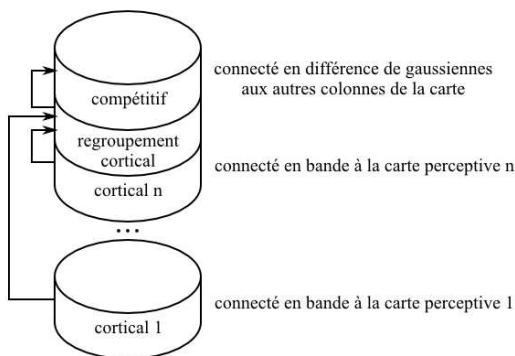 connecté en différence de gaussiennes
aux autres colonnes de la carte
compétitif
regroupement
cortical
connecté en bande à la carte perceptive n
cortical n
...
connecté en bande à la carte perceptive 1
cortical 1